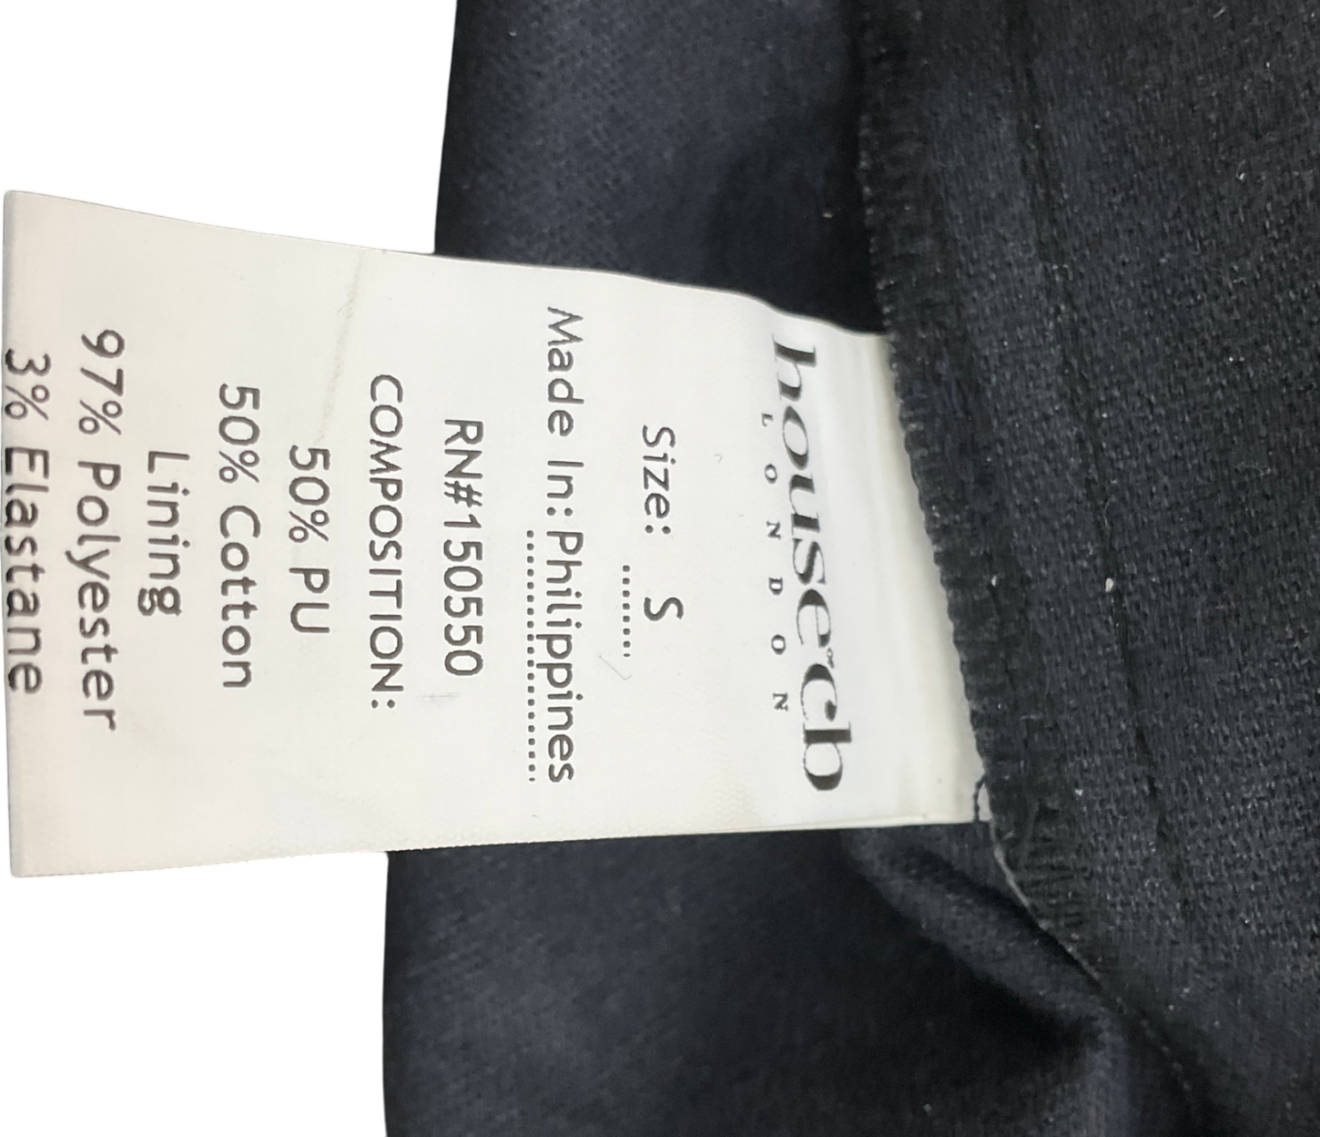 house of cb
LONDON
Size: S
Made In: Philippines
RN#150550
COMPOSITION:
50% PU
50% Cotton
Lining
97% Polyester
3% Elastane